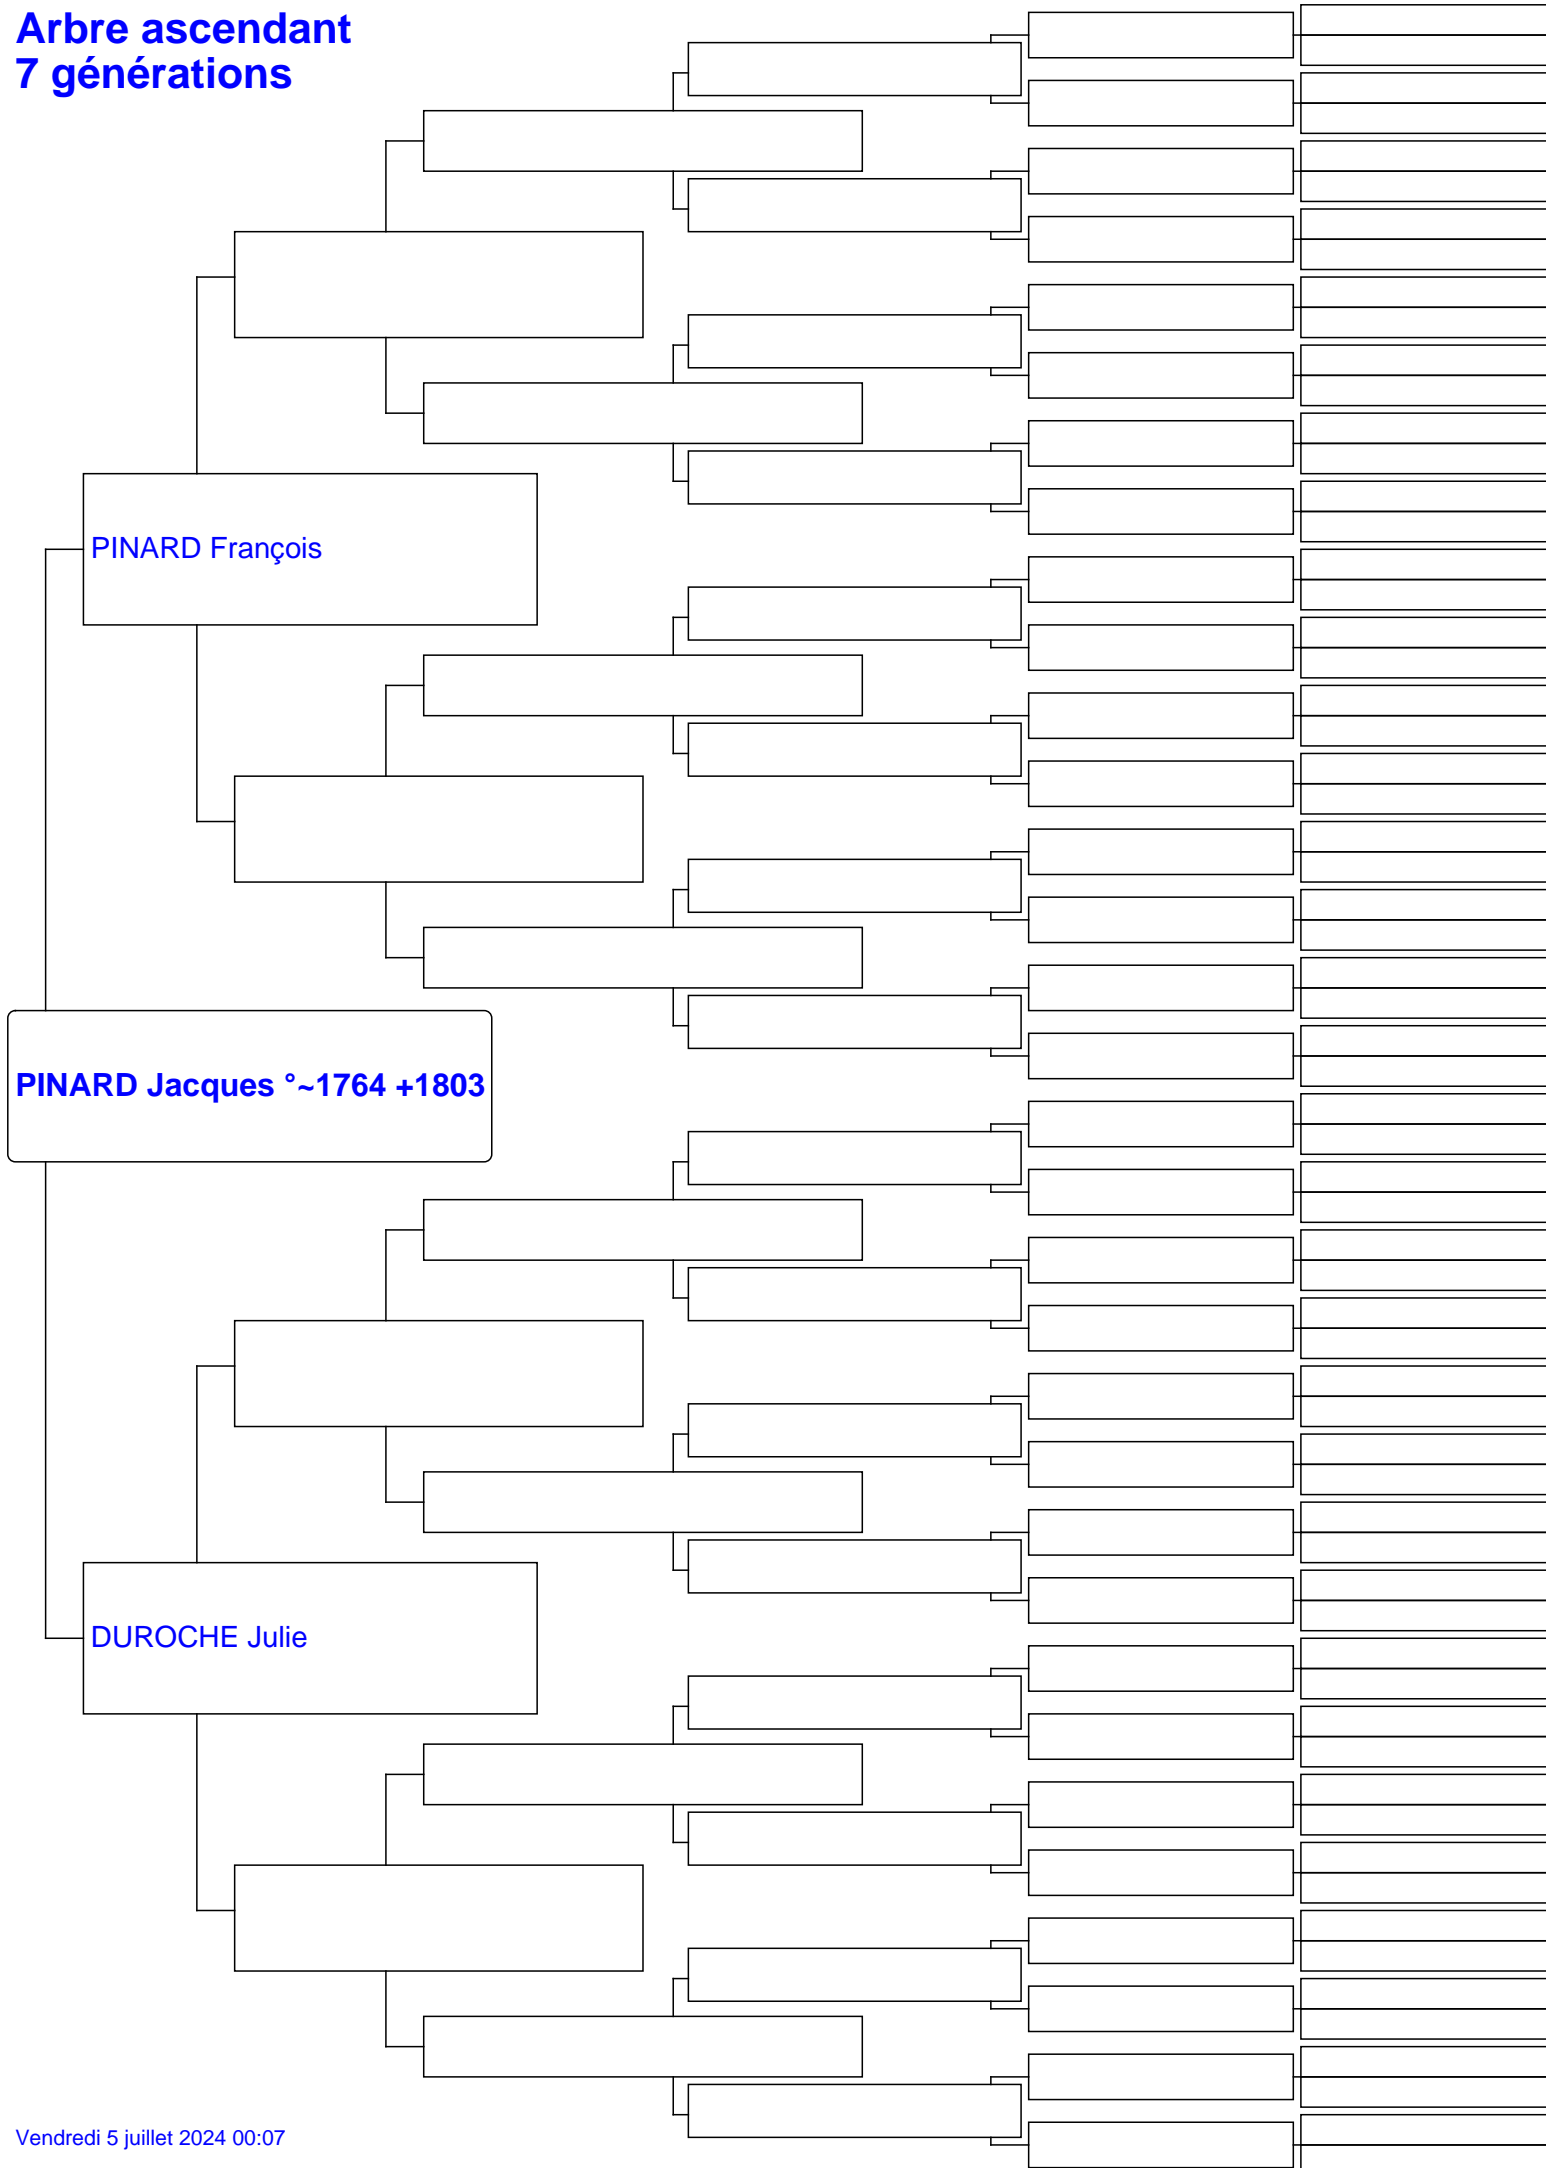 Arbre ascendant
7 générations
PINARD François
PINARD Jacques °~1764 +1803
DUROCHE Julie
Vendredi 5 juillet 2024 00:07